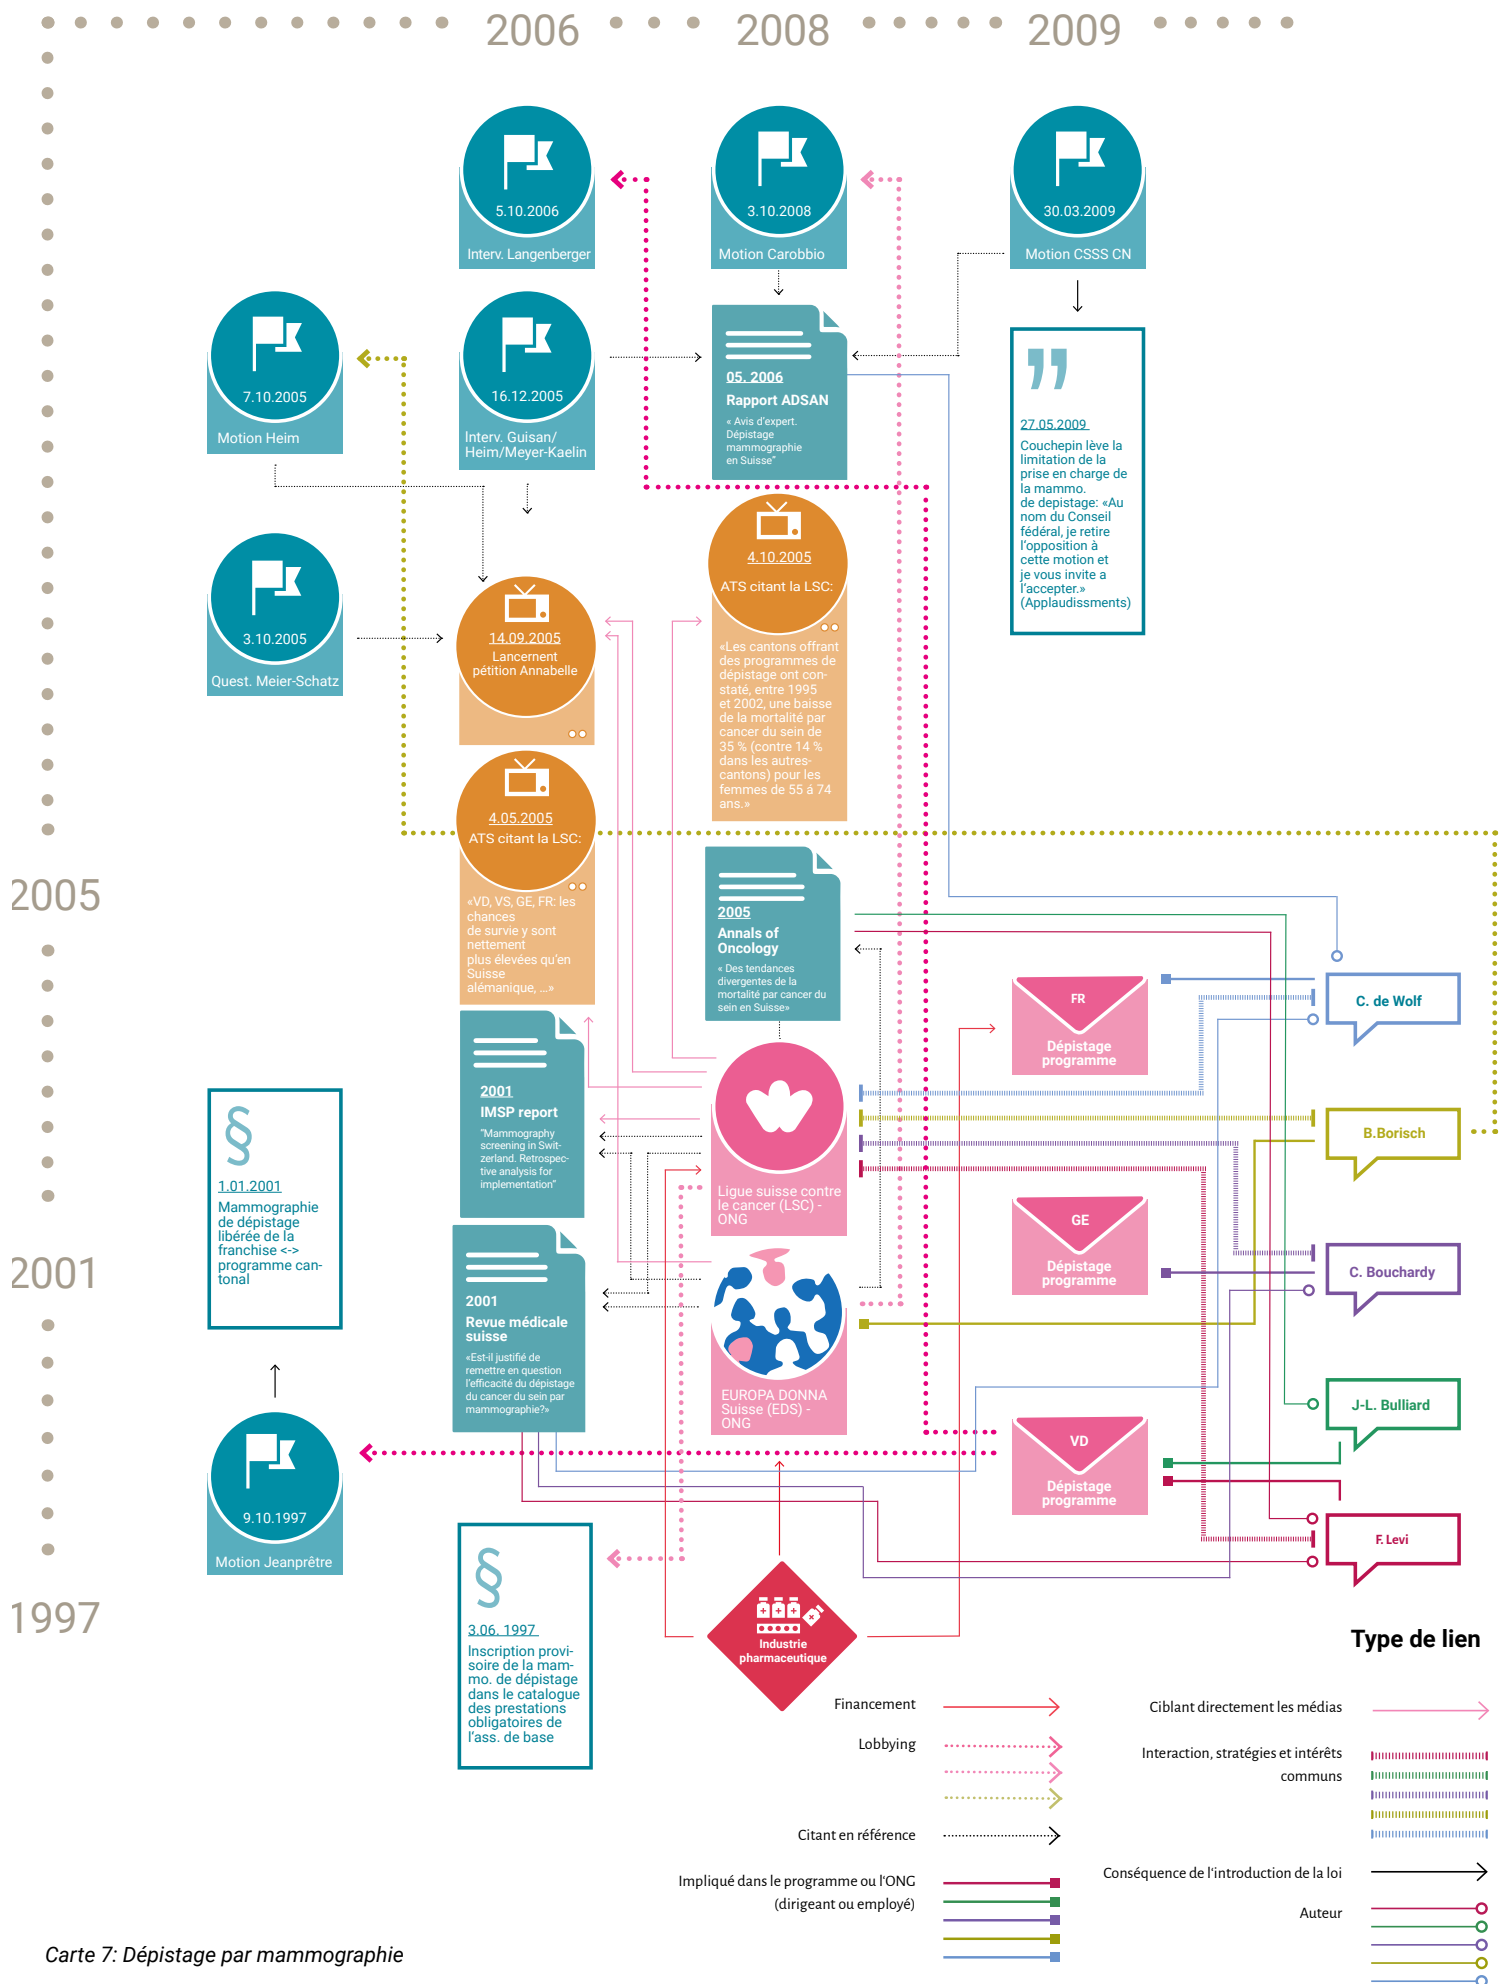 2006
2008
2009
5.10.2006
Interv. Langenberger
3.10.2008
Motion Carobbio
30.03.2009
Motion CSSS CN
7.10.2005
Motion Heim
16.12.2005
Interv. Guisan/
Heim/Meyer-Kaelin
05. 2006
Rapport ADSAN
« Avis d'expert.
Dépistage
mammographie
en Suisse"
27.05.2009
Couchepin lève la
limitation de la
prise en charge de
la mammo.
de depistage: «Au
nom du Conseil
fédéral, je retire
l'opposition à
cette motion et
je vous invite a
l'accepter.»
(Applaudissments)
3.10.2005
Quest. Meier-Schatz
14.09.2005
Lancernent
pétition Annabelle
4.10.2005
ATS citant la LSC:
«Les cantons offrant
des programmes de
dépistage ont con-
staté, entre 1995
et 2002, une baisse
de la mortalité par
cancer du sein de
35 % (contre 14 %
dans les autres-
cantons) pour les
femmes de 55 á 74
ans.»
4.05.2005
ATS citant la LSC:
«VD, VS, GE, FR: les
chances
de survie y sont
nettement
plus élevées qu'en
Suisse
alémanique, ...»
2005
2005
Annals of
Oncology
« Des tendances
divergentes de la
mortalité par cancer du
sein en Suisse»
FR
Dépistage
programme
C. de Wolf
2001
IMSP report
"Mammography
screening in Swit-
zerland. Retrospec-
tive analysis for
implementation"
Ligue suisse contre
le cancer (LSC) -
ONG
B.Borisch
1.01.2001
Mammographie
de dépistage
libérée de la
franchise <->
programme can-
tonal
2001
GE
Dépistage
programme
C. Bouchardy
2001
Revue médicale
suisse
«Est-il justifié de
remettre en question
l'efficacité du dépistage
du cancer du sein par
mammographie?»
EUROPA DONNA
Suisse (EDS) -
ONG
J-L. Bulliard
VD
Dépistage
programme
9.10.1997
Motion Jeanprêtre
F. Levi
1997
3.06. 1997
Inscription provi-
soire de la mam-
mo. de dépistage
dans le catalogue
des prestations
obligatoires de
l'ass. de base
Industrie
pharmaceutique
Type de lien
Financement
Lobbying
Citant en référence
Impliqué dans le programme ou l'ONG
(dirigeant ou employé)
Ciblant directement les médias
Interaction, stratégies et intérêts
communs
Conséquence de l'introduction de la loi
Auteur
Carte 7: Dépistage par mammographie